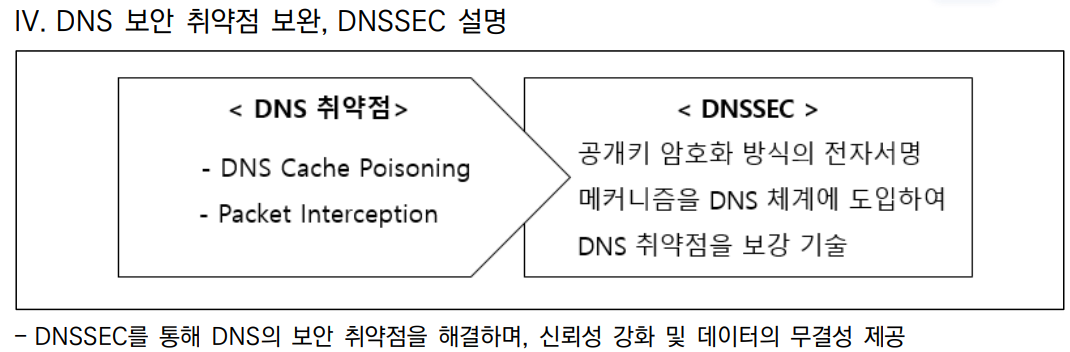 IV. DNS 보안 취약점 보완, DNSSEC 설명
< DNS 취약점>
- DNS Cache Poisoning
- Packet Interception
< DNSSEC >
공개키 암호화 방식의 전자서명
메커니즘을 DNS 체계에 도입하여
DNS 취약점을 보강 기술
- DNSSEC를 통해 DNS의 보안 취약점을 해결하며, 신뢰성 강화 및 데이터의 무결성 제공